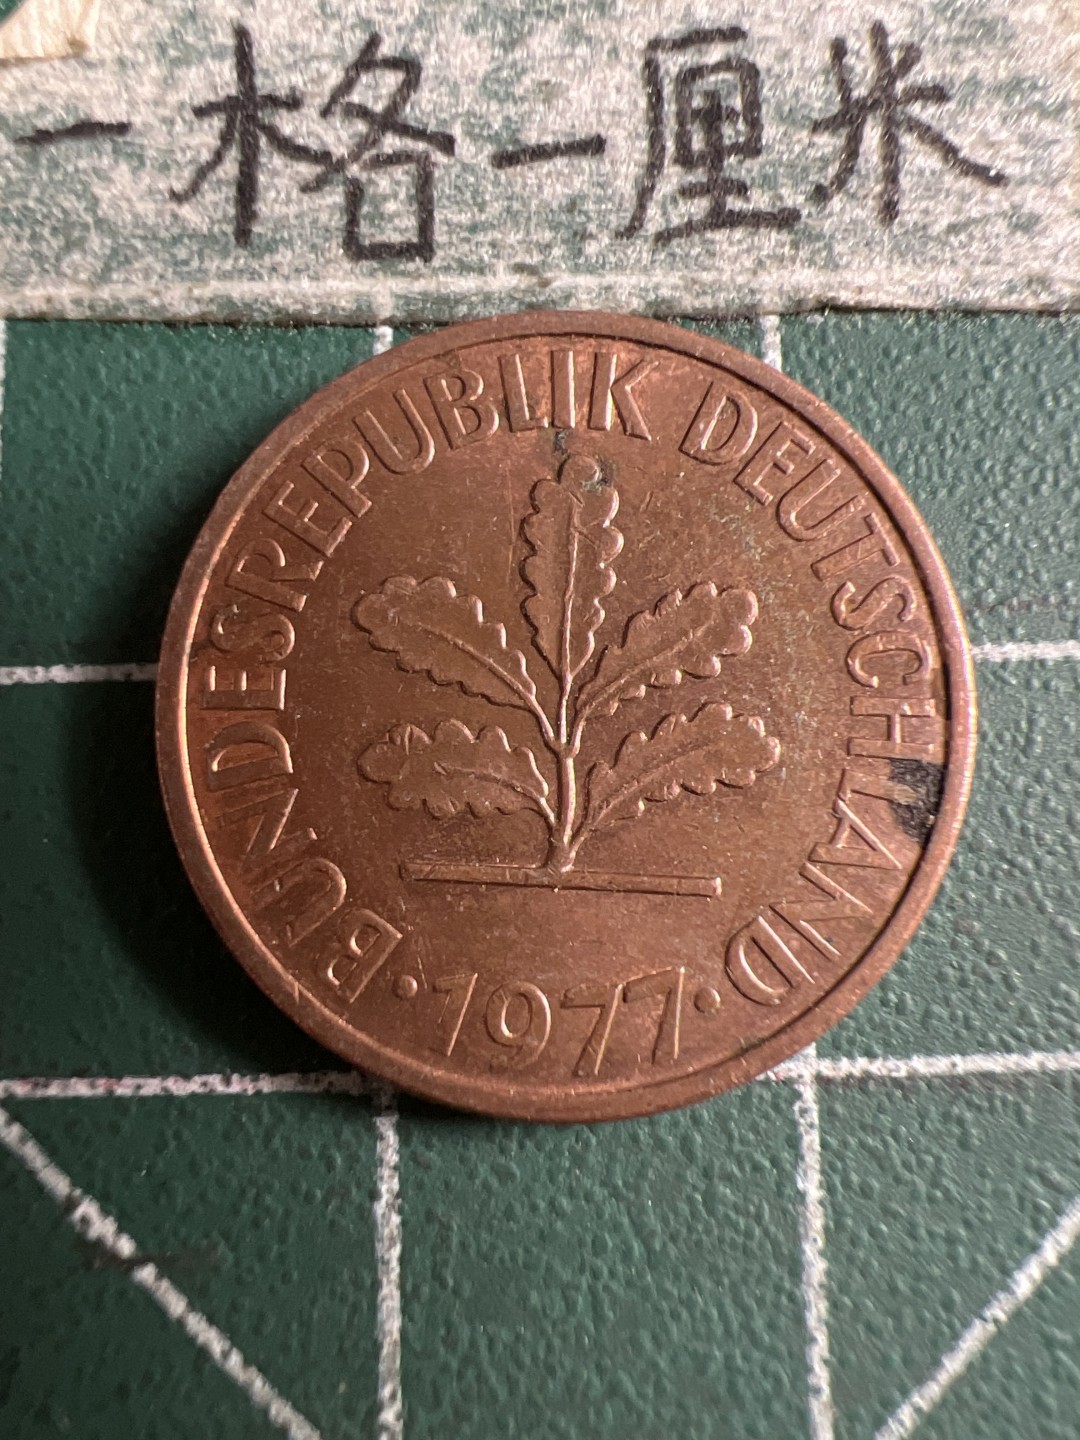 一格一厘米
·BUNDESREPUBLIK DEUTSCHLAND·
1977